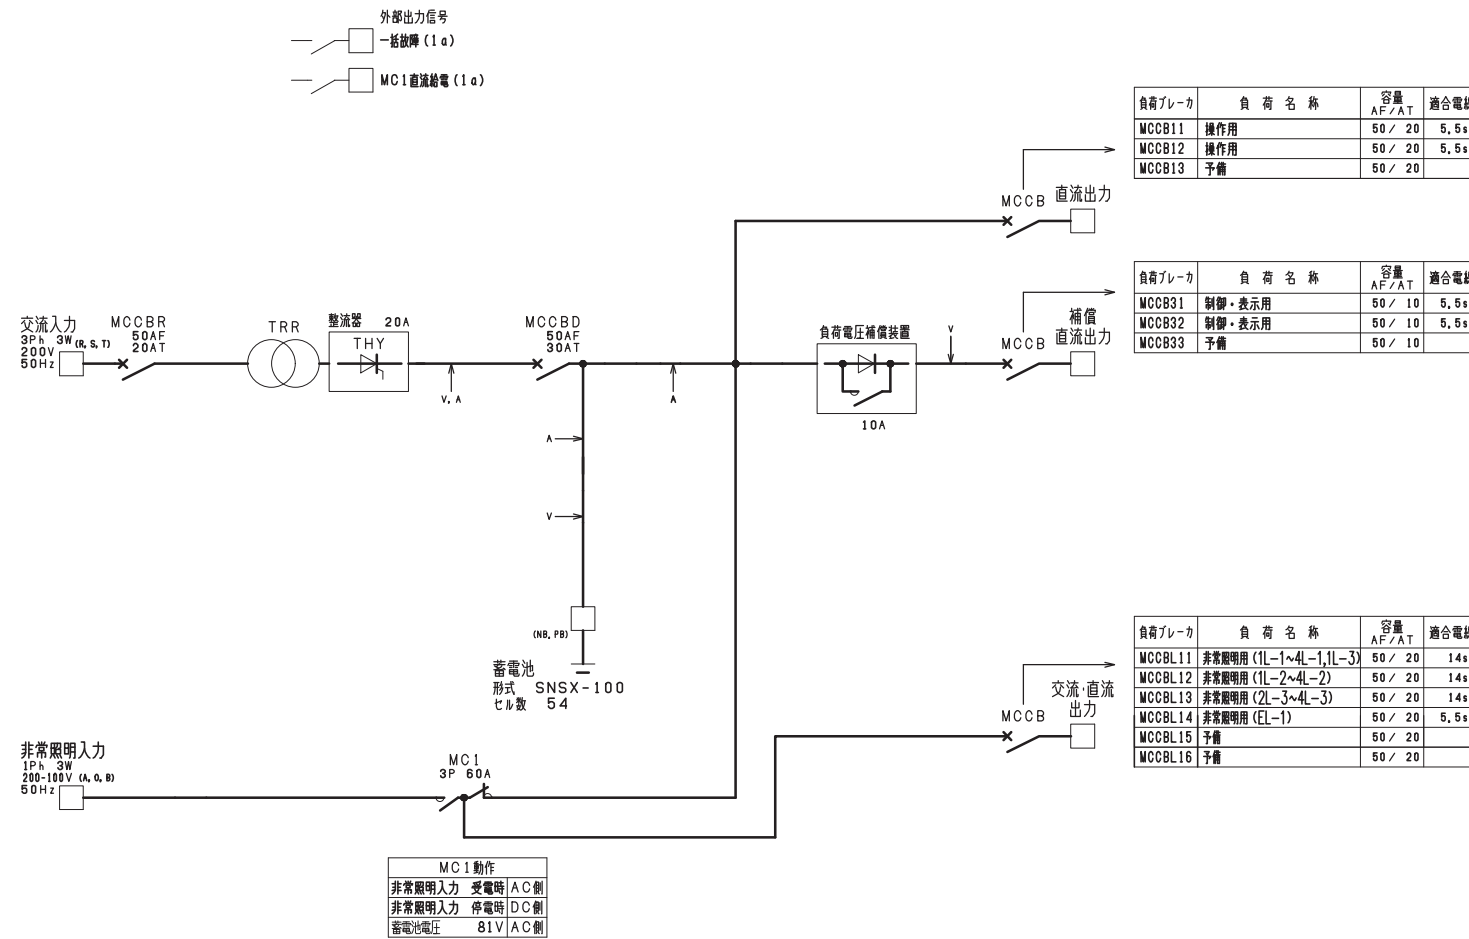 外部出力信号
一括故障(1a)
MC1直流給電(1a)
負荷ブレーカ 負荷名称 容量 AF/AT 適合電線
MCCB11 操作用 50/ 20 5.5s
MCCB12 操作用 50/ 20 5.5s
MCCB13 予備 50/ 20
MCCB
直流出力
負荷ブレーカ 負荷名称 容量 AF/AT 適合電線
MCCB31 制御・表示用 50/ 10 5.5s
MCCB32 制御・表示用 50/ 10 5.5s
MCCB33 予備 50/ 10
MCCB
補償
直流出力
交流入力
3Ph 3W(R,S,T)
200V
50Hz
MCCBR
50AF
20AT
TRR
整流器 20A
THY
V,A
MCCBD
50AF
30AT
A
負荷電圧補償装置
10A
V
A
V
(NB,PB)
蓄電池
形式 SNSX-100
セル数 54
負荷ブレーカ 負荷名称 容量 AF/AT 適合電線
MCCBL11 非常照明用(1L-1~4L-1,1L-3) 50/ 20 14s
MCCBL12 非常照明用(1L-2~4L-2) 50/ 20 14s
MCCBL13 非常照明用(2L-3~4L-3) 50/ 20 14s
MCCBL14 非常照明用(EL-1) 50/ 20 5.5s
MCCBL15 予備 50/ 20
MCCBL16 予備 50/ 20
MCCB
交流・直流
出力
非常照明入力
1Ph 3W
200-100V (A,O,B)
50Hz
MC1
3P 60A
MC1動作
非常照明入力 受電時 AC側
非常照明入力 停電時 DC側
蓄電池電圧 81V AC側